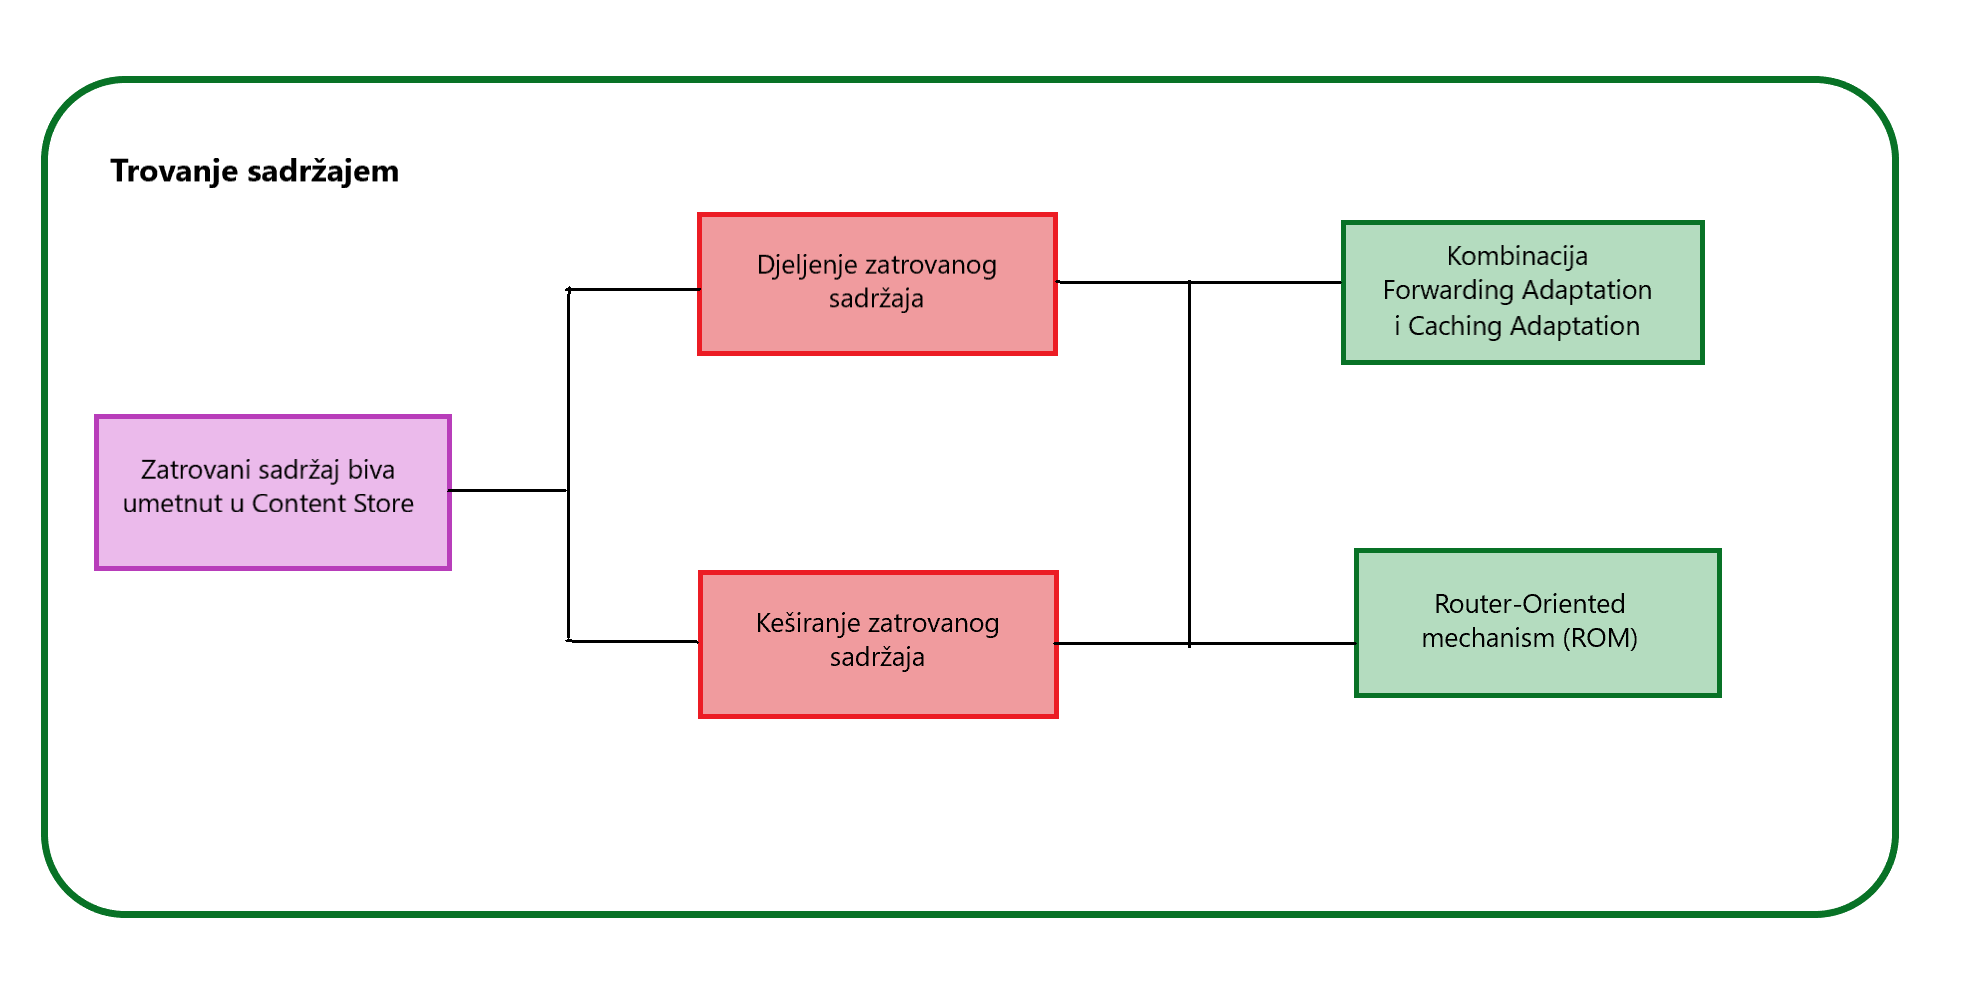 Trovanje sadržajem
Djeljenje zatrovanog
sadržaja
Kombinacija
Forwarding Adaptation
i Caching Adaptation
Zatrovani sadržaj biva
umetnut u Content Store
Keširanje zatrovanog
sadržaja
Router-Oriented
mechanism (ROM)